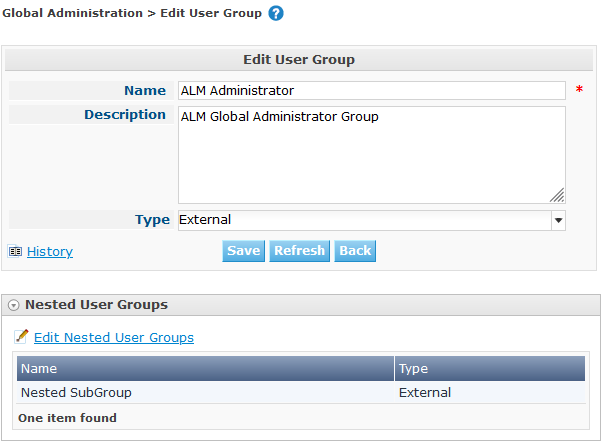 Global Administration > Edit User Group ?
Edit User Group
Name ALM Administrator *
Description ALM Global Administrator Group
Type External
History Save Refresh Back
Nested User Groups
Edit Nested User Groups
Name Type
Nested SubGroup External
One item found